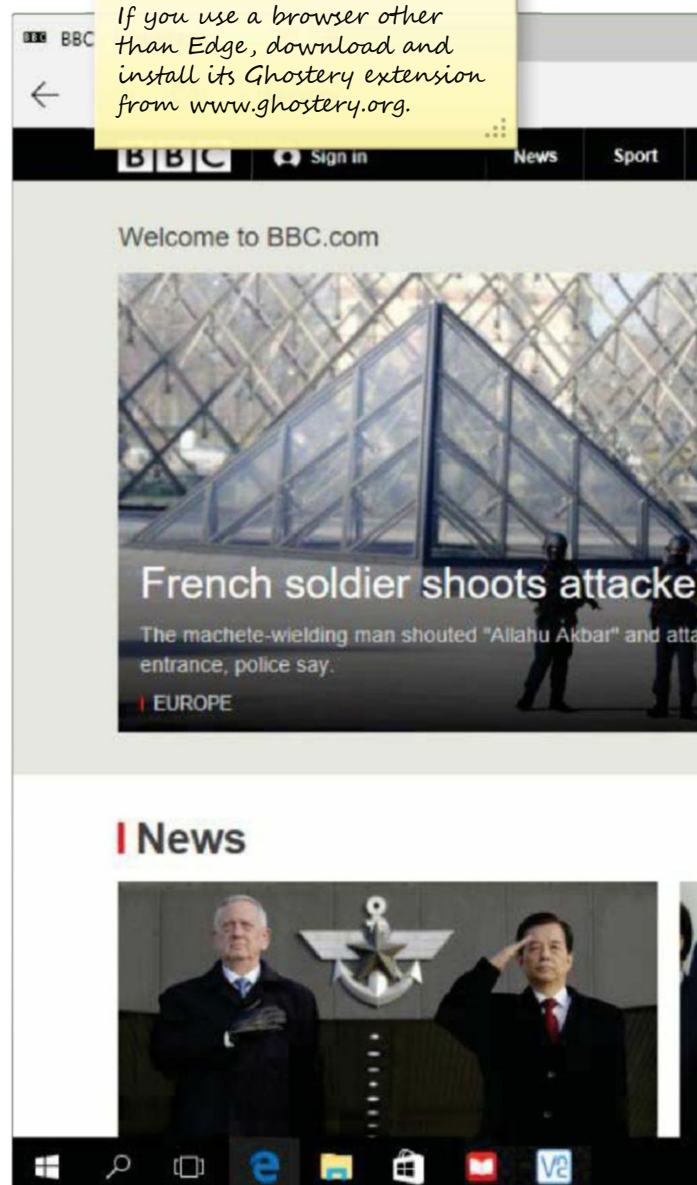 If you use a browser other
than Edge, download and
install its Ghostery extension
from www.ghostery.org.
BBC BBC
BBC Sign in News Sport
Welcome to BBC.com
French soldier shoots attacke
The machete-wielding man shouted "Allahu Akbar" and atta
entrance, police say.
EUROPE
News
V2